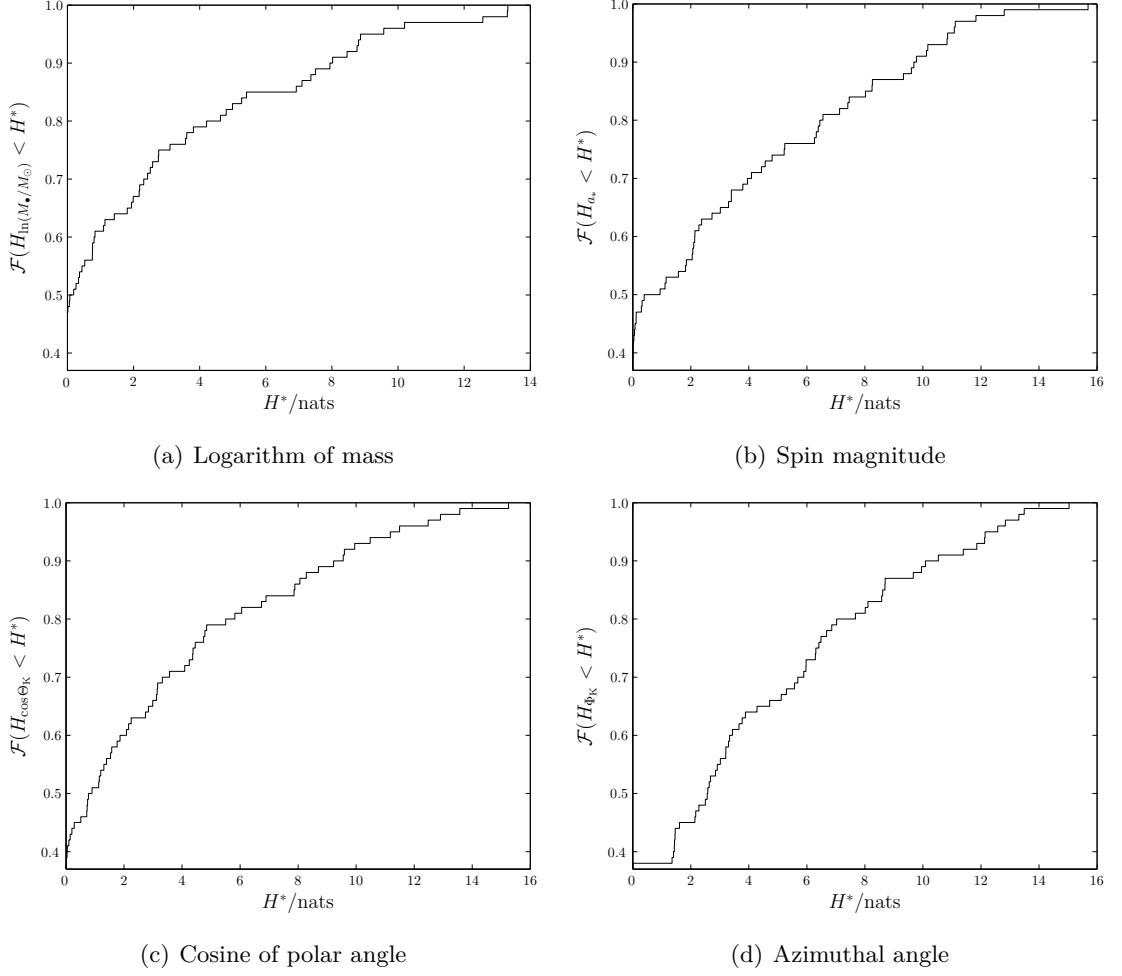 1.0
0.9
0.8
0.7
0.6
0.5
0.4
F(H_ln(M•/M⊙) < H*)
0 2 4 6 8 10 12 14
H*/nats
(a) Logarithm of mass
1.0
0.9
0.8
0.7
0.6
0.5
0.4
F(H_a* < H*)
0 2 4 6 8 10 12 14 16
H*/nats
(b) Spin magnitude
1.0
0.9
0.8
0.7
0.6
0.5
0.4
F(H_cos Θ_K < H*)
0 2 4 6 8 10 12 14 16
H*/nats
(c) Cosine of polar angle
1.0
0.9
0.8
0.7
0.6
0.5
0.4
F(H_Φ_K < H*)
0 2 4 6 8 10 12 14 16
H*/nats
(d) Azimuthal angle